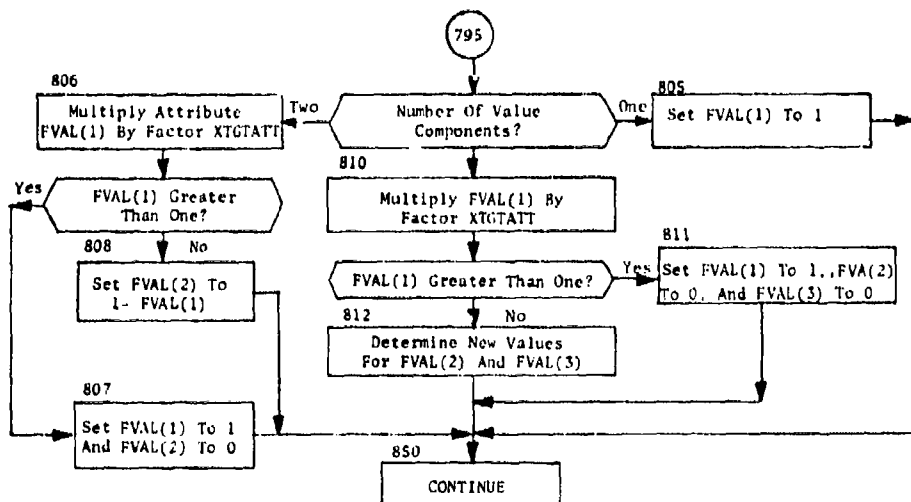 795
806
Multiply Attribute
FVAL(1) By Factor XTGTATT
Two
Number Of Value
Components?
One
805
Set FVAL(1) To 1
810
Multiply FVAL(1) By
Factor XTGTATT
Yes
FVAL(1) Greater
Than One?
No
808
Set FVAL(2) To
1- FVAL(1)
FVAL(1) Greater Than One?
Yes
811
Set FVAL(1) To 1,,FVA(2)
To 0, And FVAL(3) To 0
No
812
Determine New Values
For FVAL(2) And FVAL(3)
807
Set FVAL(1) To 1
And FVAL(2) To 0
850
CONTINUE